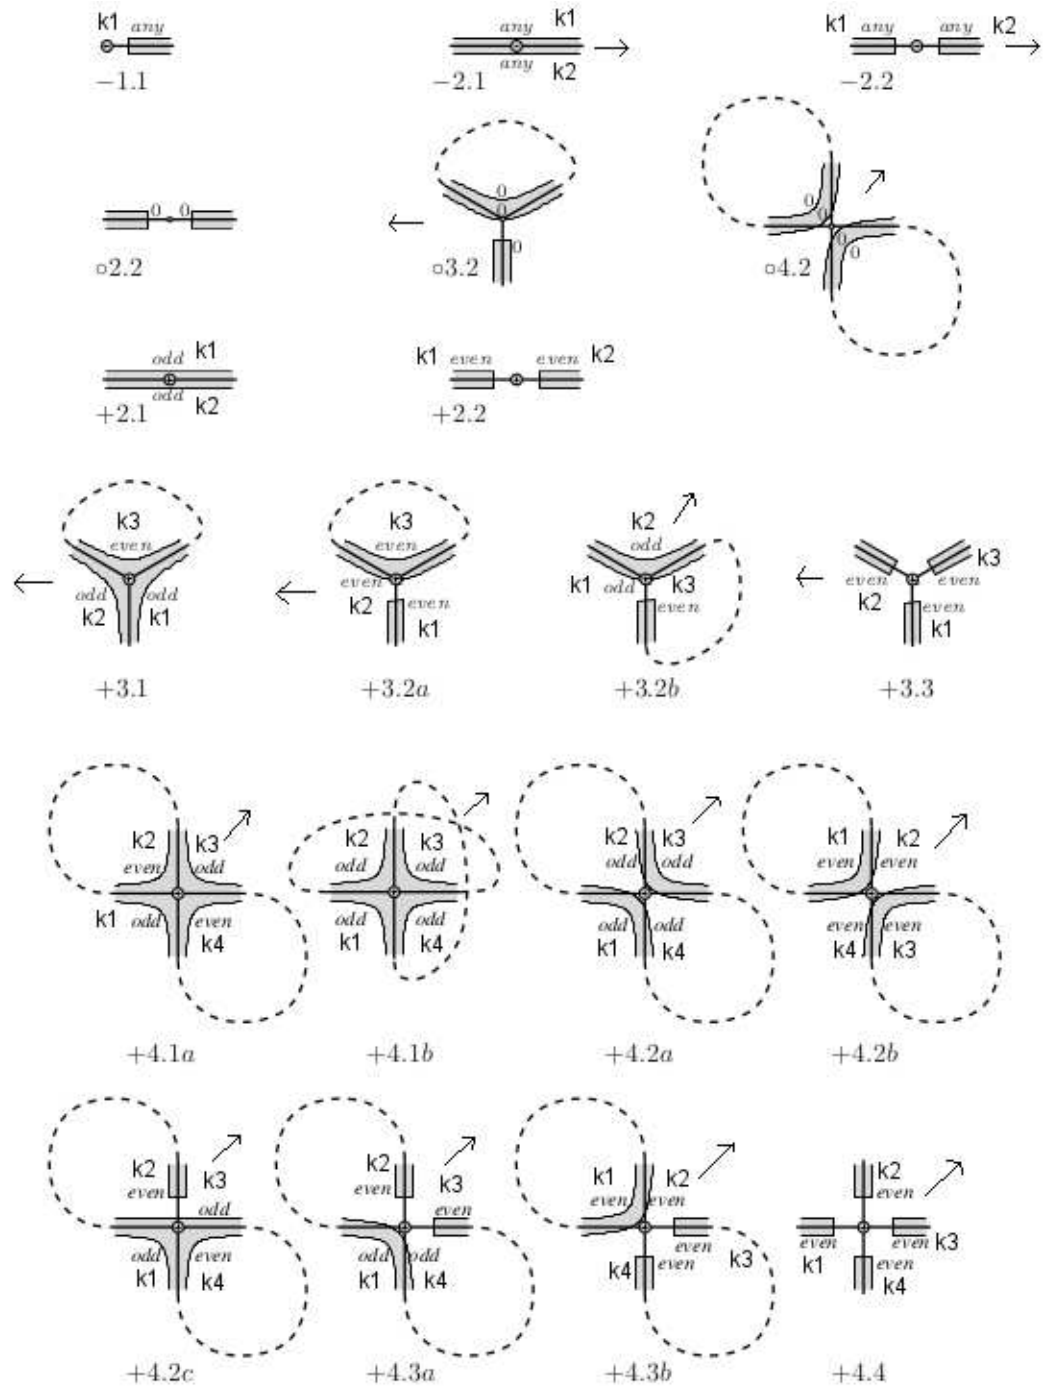 k1 any
−1.1
any k1
any k2
−2.1
k1 any any k2
−2.2
0 0
∘2.2
0
0
0
∘3.2
0
0
0
0
∘4.2
odd k1
odd k2
+2.1
k1 even even k2
+2.2
k3
even
odd odd
k2 k1
+3.1
k3
even
even even
k2 k1
+3.2a
k2
odd
k1 odd k3
even
+3.2b
k3
even even
k2 even
k1
+3.3
k2 k3
even odd
k1 odd even
k4
+4.1a
k2 k3
odd odd
odd odd
k1 k4
+4.1b
k2 k3
odd odd
odd odd
k1 k4
+4.2a
k1 k2
even even
even even
k4 k3
+4.2b
k2 k3
even odd
odd even
k1 k4
+4.2c
k2 k3
even even
odd odd
k1 k4
+4.3a
k1 k2
even even
even k3
k4 even
+4.3b
k2
even
even even k3
k1 even
k4
+4.4